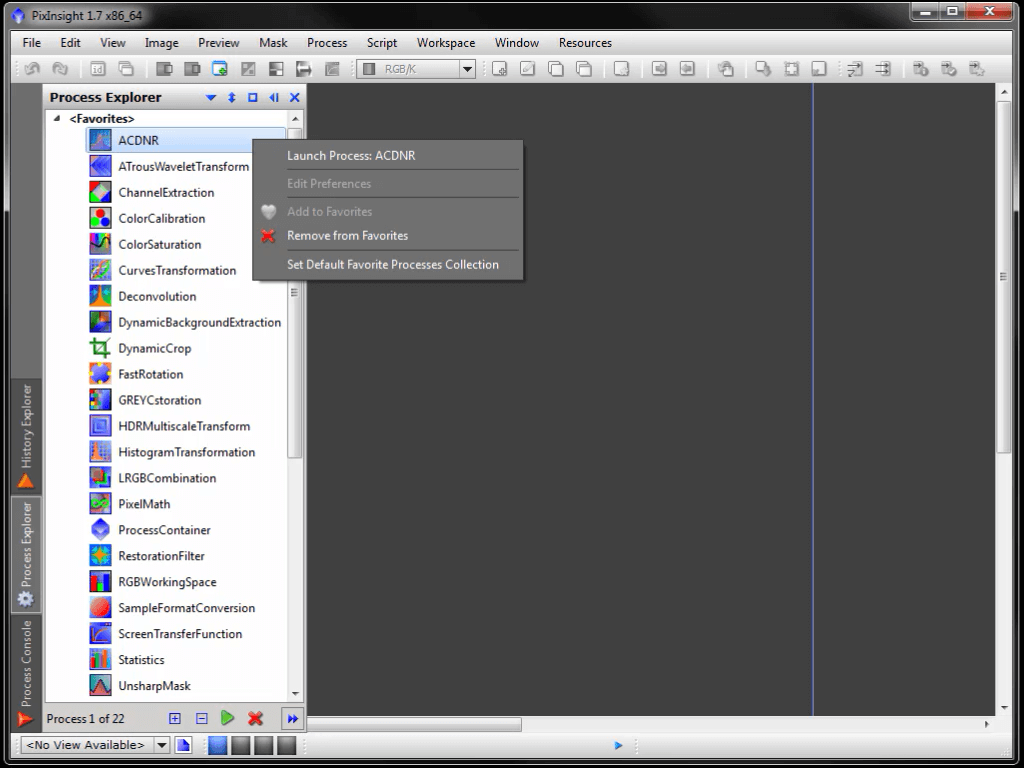 PixInsight 1.7 x86_64
File Edit View Image Preview Mask Process Script Workspace Window Resources
id RGB/K
Process Explorer
<Favorites>
ACDNR
ATrousWaveletTransform
ChannelExtraction
ColorCalibration
ColorSaturation
CurvesTransformation
Deconvolution
DynamicBackgroundExtraction
DynamicCrop
FastRotation
GREYCstoration
HDRMultiscaleTransform
HistogramTransformation
LRGBCombination
PixelMath
ProcessContainer
RestorationFilter
RGBWorkingSpace
SampleFormatConversion
ScreenTransferFunction
Statistics
UnsharpMask
Launch Process: ACDNR
Edit Preferences
Add to Favorites
Remove from Favorites
Set Default Favorite Processes Collection
History Explorer
Process Explorer
Process Console
Process 1 of 22
<No View Available>